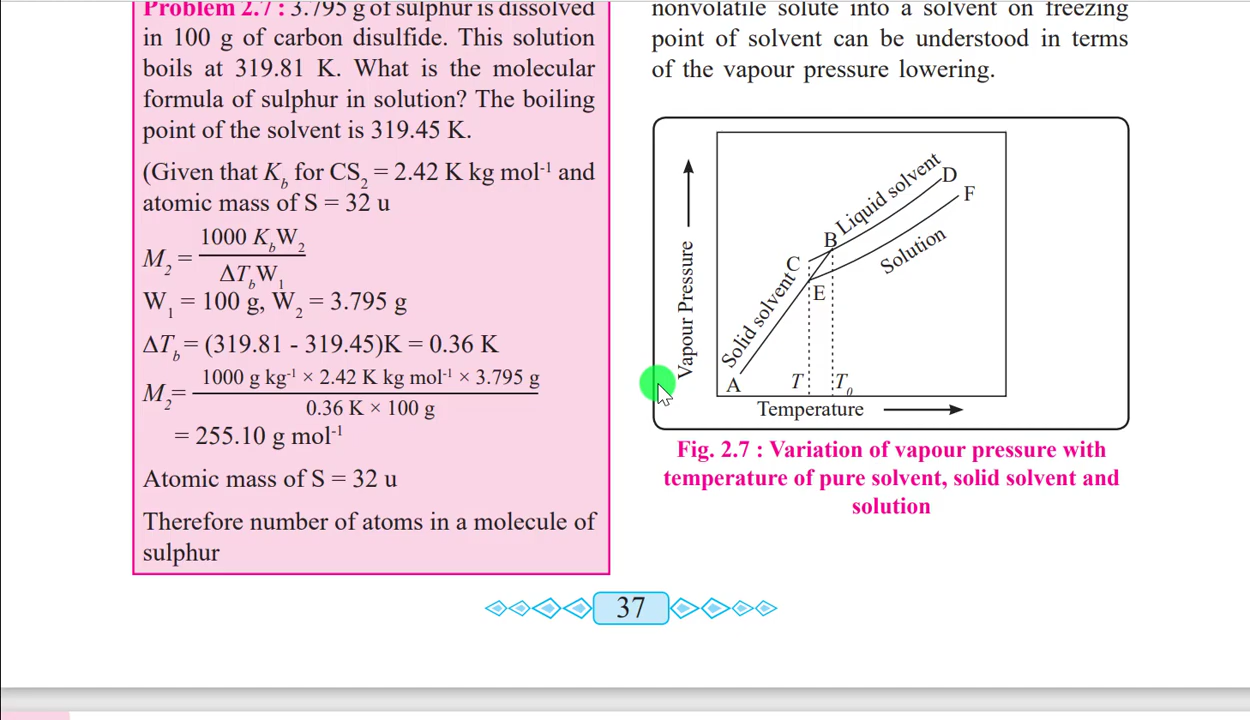 Problem 2.7 : 3.795 g of sulphur is dissolved
in 100 g of carbon disulfide. This solution
boils at 319.81 K. What is the molecular
formula of sulphur in solution? The boiling
point of the solvent is 319.45 K.
(Given that K_b for CS₂ = 2.42 K kg mol⁻¹ and
atomic mass of S = 32 u
M₂ = 1000 K_b W₂ / ΔT_b W₁
W₁ = 100 g, W₂ = 3.795 g
ΔT_b = (319.81 - 319.45)K = 0.36 K
M₂ = 1000 g kg⁻¹ × 2.42 K kg mol⁻¹ × 3.795 g / 0.36 K × 100 g
= 255.10 g mol⁻¹
Atomic mass of S = 32 u
Therefore number of atoms in a molecule of
sulphur
nonvolatile solute into a solvent on freezing
point of solvent can be understood in terms
of the vapour pressure lowering.
Vapour Pressure
Liquid solvent
D
F
B
C
Solution
E
Solid solvent
A
T
T₀
Temperature
Fig. 2.7 : Variation of vapour pressure with
temperature of pure solvent, solid solvent and
solution
37